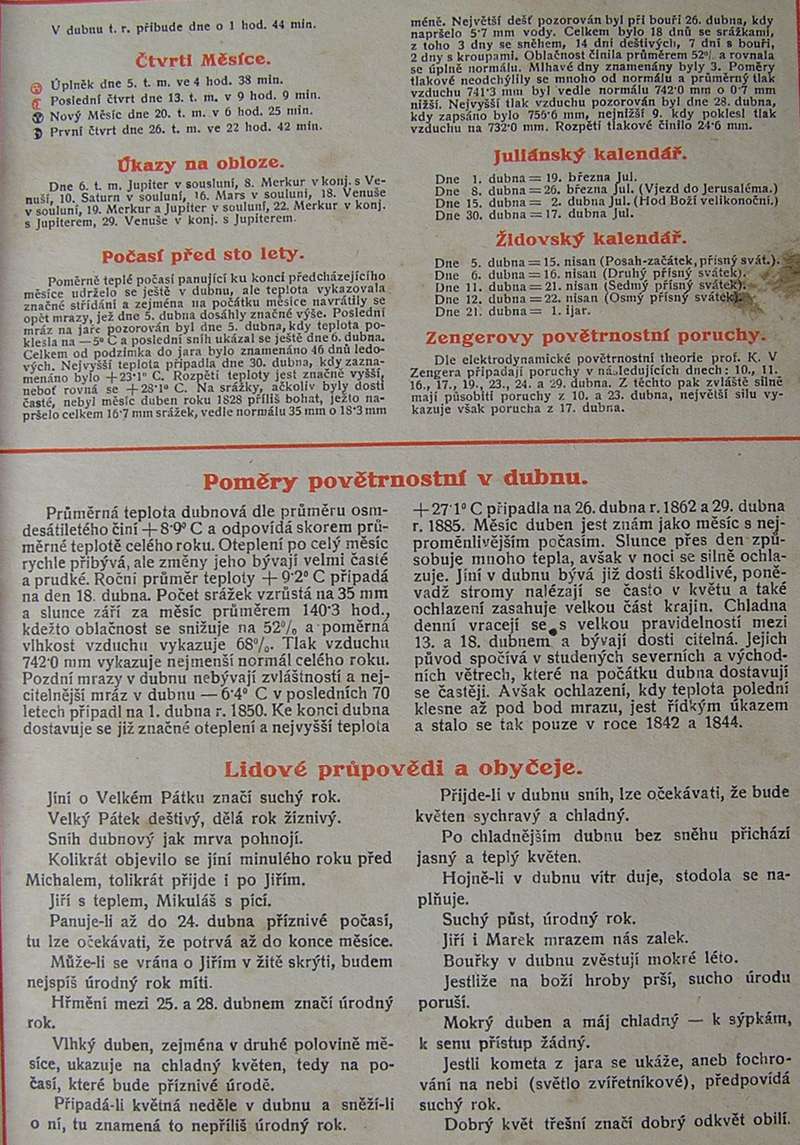 V dubnu t. r. přibude dne o 1 hod. 44 min.
Čtvrti Měsíce.
Úplněk dne 5. t. m. ve 4 hod. 38 min.
Poslední čtvrt dne 13. t. m. v 9 hod. 9 min.
Nový Měsíc dne 20. t. m. v 6 hod. 25 min.
První čtvrt dne 26. t. m. ve 22 hod. 42 min.
Úkazy na obloze.
Dne 6. t. m. Jupiter v sousluní, 8. Merkur v konj. s Ve-
nuší, 10. Saturn v souluní, 16. Mars v souluní, 18. Venuše
v souluní, 19. Merkur a Jupiter v souluní, 22. Merkur v konj.
s Jupiterem, 29. Venuše v konj. s Jupiterem.
Počasí před sto lety.
Poměrně teplé počasí panující ku konci předcházejícího
měsíce udrželo se ještě v dubnu, ale teplota vykazovala
značné střídání a zejména na počátku měsíce navrátily se
opět mrazy, jež dne 5. dubna dosáhly značné výše. Poslední
mráz na jaře pozorován byl dne 5. dubna, kdy teplota po-
klesla na —5º C a poslední sníh ukázal se ještě dne 6. dubna.
Celkem od podzimka do jara bylo znamenáno 46 dnů ledo-
vých. Nejvyšší teplota připadla dne 30. dubna, kdy zazna-
menáno bylo +23·1º C. Rozpětí teploty jest značně vyšší,
neboť rovná se +28·1º C. Na srážky, ačkoliv byly dosti
časté, nebyl měsíc duben roku 1828 příliš bohat, ježto na-
pršelo celkem 16·7 mm srážek, vedle normálu 35 mm o 18·3 mm
méně. Největší dešť pozorován byl při bouři 26. dubna, kdy
napršelo 5·7 mm vody. Celkem bylo 18 dnů se srážkami,
z toho 3 dny se sněhem, 14 dní deštivých, 7 dní s bouří,
2 dny s kroupami. Oblačnost činila průměrem 52% a rovnala
se úplně normálu. Mlhavé dny znamenány byly 3. Poměry
tlakové neodchýlily se mnoho od normálu a průměrný tlak
vzduchu 741·3 mm byl vedle normálu 742·0 mm o 0·7 mm
nižší. Nejvyšší tlak vzduchu pozorován byl dne 28. dubna,
kdy zapsáno bylo 756·6 mm, nejnižší 9. kdy poklesl tlak
vzduchu na 732·0 mm. Rozpětí tlakové činilo 24·6 mm.
Juliánský kalendář.
Dne 1. dubna = 19. března Jul.
Dne 8. dubna = 26. března Jul. (Vjezd do Jerusaléma.)
Dne 15. dubna = 2. dubna Jul. (Hod Boží velikonoční.)
Dne 30. dubna = 17. dubna Jul.
Židovský kalendář.
Dne 5. dubna = 15. nisan (Posah-začátek, přísný svát.).
Dne 6. dubna = 16. nisan (Druhý přísný svátek).
Dne 11. dubna = 21. nisan (Sedmý přísný svátek).
Dne 12. dubna = 22. nisan (Osmý přísný svátek).
Dne 21. dubna = 1. ijar.
Zengerovy povětrnostní poruchy.
Dle elektrodynamické povětrnostní theorie prof. K. V
Zengera připadají poruchy v následujících dnech: 10., 11.
16., 17., 19., 23., 24. a 29. dubna. Z těchto pak zvláště silně
mají působiti poruchy z 10. a 23. dubna, největší sílu vy-
kazuje však porucha z 17. dubna.
Poměry povětrnostní v dubnu.
Průměrná teplota dubnová dle průměru osm-
desátiletého činí +8·9º C a odpovídá skorem prů-
měrné teplotě celého roku. Oteplení po celý měsíc
rychle přibývá, ale změny jeho bývají velmi časté
a prudké. Roční průměr teploty + 9·2º C připadá
na den 18. dubna. Počet srážek vzrůstá na 35 mm
a slunce září za měsíc průměrem 140·3 hod.,
kdežto oblačnost se snižuje na 52% a poměrná
vlhkost vzduchu vykazuje 68%. Tlak vzduchu
742·0 mm vykazuje nejmenší normál celého roku.
Pozdní mrazy v dubnu nebývají zvláštností a nej-
citelnější mráz v dubnu — 6·4º C v posledních 70
letech připadl na 1. dubna r. 1850. Ke konci dubna
dostavuje se již značné oteplení a nejvyšší teplota
+27·1º C připadla na 26. dubna r. 1862 a 29. dubna
r. 1885. Měsíc duben jest znám jako měsíc s nej-
proměnlivějším počasím. Slunce přes den způ-
sobuje mnoho tepla, avšak v noci se silně ochla-
zuje. Jíní v dubnu bývá již dosti škodlivé, poně-
vadž stromy nalézají se často v květu a také
ochlazení zasahuje velkou část krajin. Chladna
denní vracejí se s velkou pravidelností mezi
13. a 18. dubnem a bývají dosti citelná. Jejich
původ spočívá v studených severních a východ-
ních větrech, které na počátku dubna dostavují
se častěji. Avšak ochlazení, kdy teplota polední
klesne až pod bod mrazu, jest řídkým úkazem
a stalo se tak pouze v roce 1842 a 1844.
Lidové průpovědi a obyčeje.
Jíní o Velkém Pátku značí suchý rok.
Velký Pátek deštivý, dělá rok žíznivý.
Sníh dubnový jak mrva pohnojí.
Kolikrát objevilo se jíní minulého roku před
Michalem, tolikrát přijde i po Jiřím.
Jiří s teplem, Mikuláš s pící.
Panuje-li až do 24. dubna příznivé počasí,
tu lze očekávati, že potrvá až do konce měsíce.
Může-li se vrána o Jiřím v žitě skrýti, budem
nejspíš úrodný rok míti.
Hřmění mezi 25. a 28. dubnem značí úrodný
rok.
Vlhký duben, zejména v druhé polovině mě-
síce, ukazuje na chladný květen, tedy na po-
časí, které bude příznivé úrodě.
Připadá-li květná neděle v dubnu a sněží-li
o ní, tu znamená to nepříliš úrodný rok.
Přijde-li v dubnu sníh, lze očekávati, že bude
květen sychravý a chladný.
Po chladnějším dubnu bez sněhu přichází
jasný a teplý květen.
Hojně-li v dubnu vítr duje, stodola se na-
plňuje.
Suchý půst, úrodný rok.
Jiří i Marek mrazem nás zalek.
Bouřky v dubnu zvěstují mokré léto.
Jestliže na boží hroby prší, sucho úrodu
poruší.
Mokrý duben a máj chladný — k sýpkám,
k senu přístup žádný.
Jestli kometa z jara se ukáže, aneb fochro-
vání na nebi (světlo zvířetníkové), předpovídá
suchý rok.
Dobrý květ třešní značí dobrý odkvět obilí.